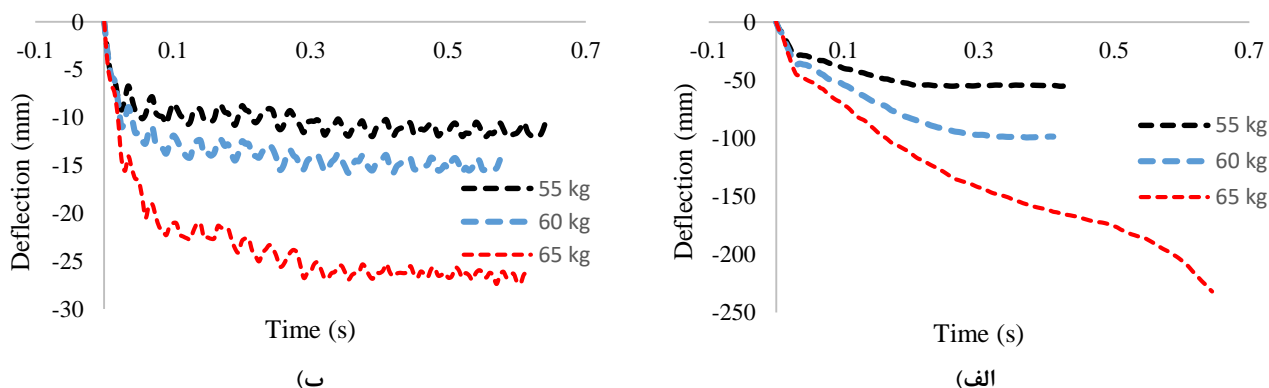 0
-5
-10
-15
-20
-25
-30
-0.1 0.1 0.3 0.5 0.7
Deflection (mm)
Time (s)
55 kg
60 kg
65 kg
ب)
0
-50
-100
-150
-200
-250
-0.1 0.1 0.3 0.5 0.7
Deflection (mm)
Time (s)
55 kg
60 kg
65 kg
الف)